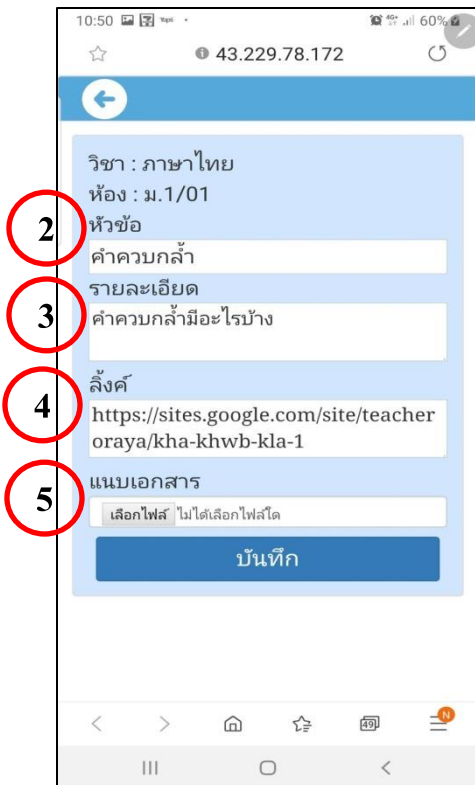 10:50
60%
43.229.78.172
วิชา : ภาษาไทย
ห้อง : ม.1/01
2 หัวข้อ
คำควบกล้ำ
3 รายละเอียด
คำควบกล้ำมีอะไรบ้าง
4 ลิ้งค์
https://sites.google.com/site/teacher
oraya/kha-khwb-kla-1
5 แนบเอกสาร
เลือกไฟล์ ไม่ได้เลือกไฟล์ใด
บันทึก
49 N